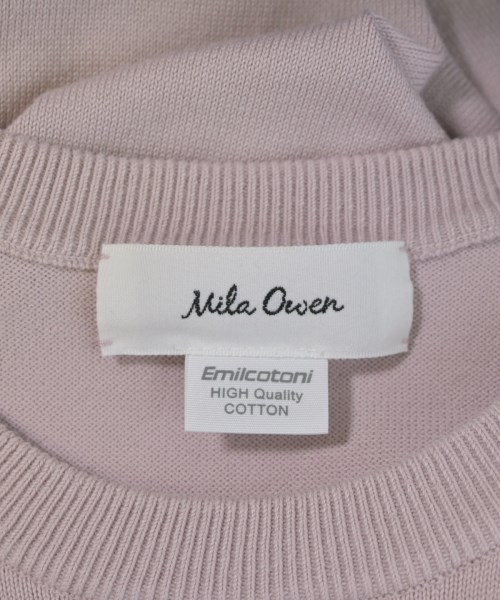 Mila Owen
Emilcotoni
HIGH Quality
COTTON